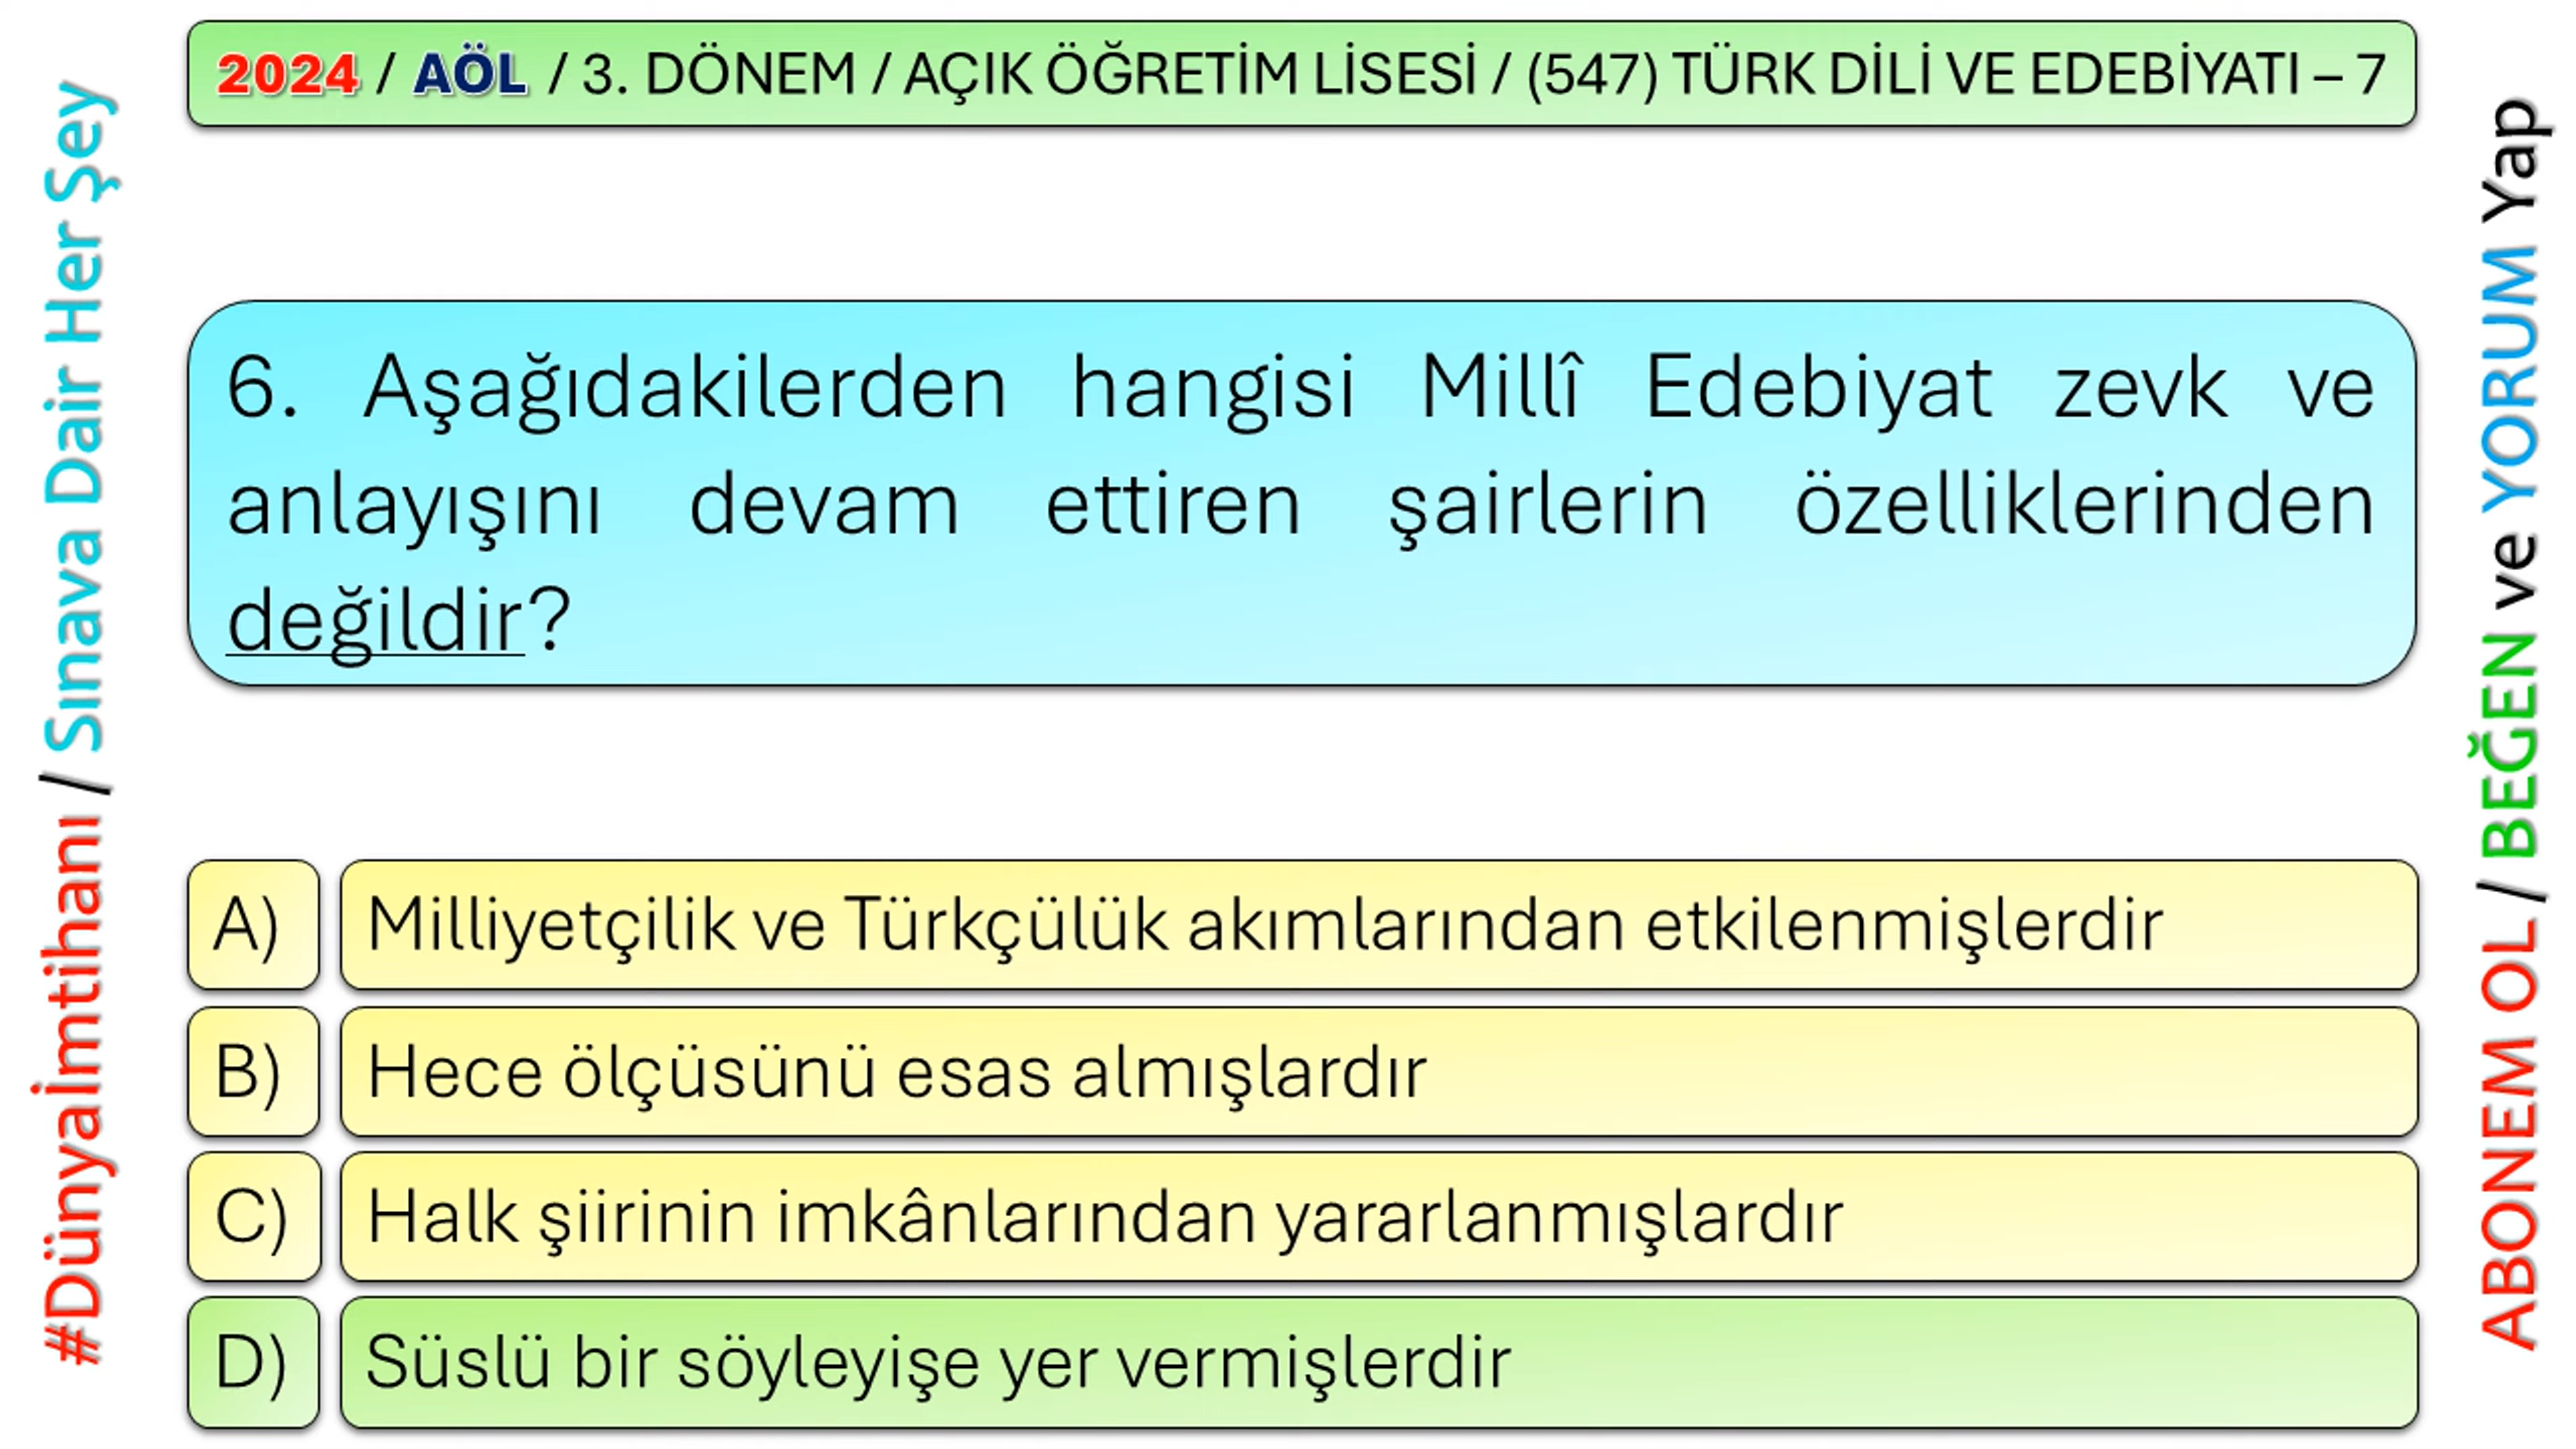 2024 / AÖL / 3. DÖNEM / AÇIK ÖĞRETİM LİSESİ / (547) TÜRK DİLİ VE EDEBİYATI – 7
#Dünyaİmtihanı / Sınava Dair Her Şey
6. Aşağıdakilerden hangisi Millî Edebiyat zevk ve
anlayışını devam ettiren şairlerin özelliklerinden
değildir?
A) Milliyetçilik ve Türkçülük akımlarından etkilenmişlerdir
B) Hece ölçüsünü esas almışlardır
C) Halk şiirinin imkânlarından yararlanmışlardır
D) Süslü bir söyleyişe yer vermişlerdir
ABONEM OL / BEĞEN ve YORUM Yap